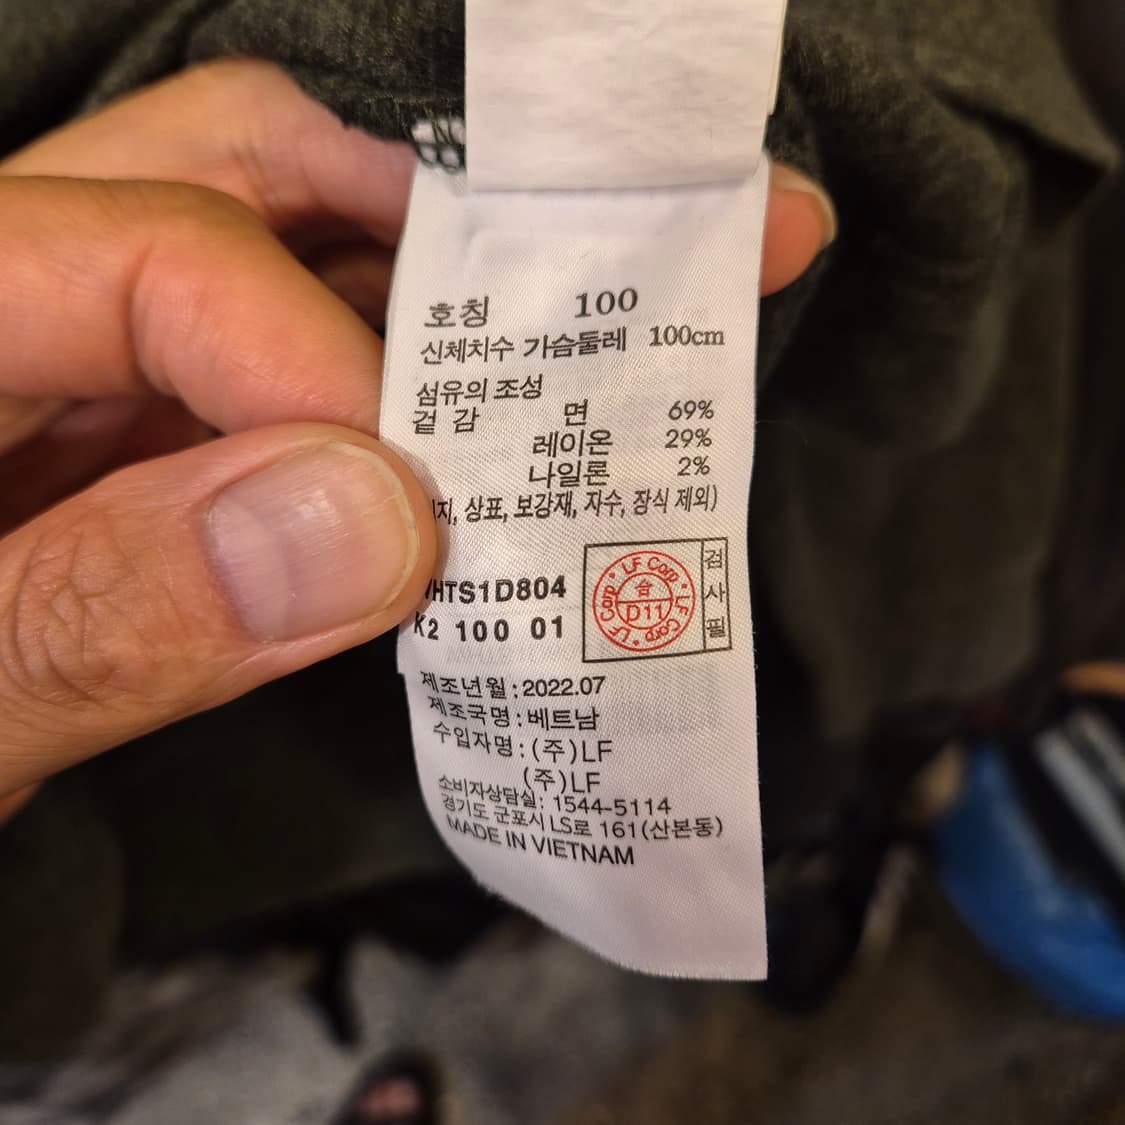 호칭 100
신체치수 가슴둘레 100cm
섬유의 조성
겉 감 면 69%
레이온 29%
나일론 2%
상표, 보강재, 자수, 장식 제외)
HTS1D804
K2 100 01
검사필
LF Corp • LF Corp • LF Corp •
合
D11
제조년월 : 2022.07
제조국명 : 베트남
수입자명 : (주)LF
(주)LF
소비자상담실: 1544-5114
경기도 군포시 LS로 161(산본동)
MADE IN VIETNAM